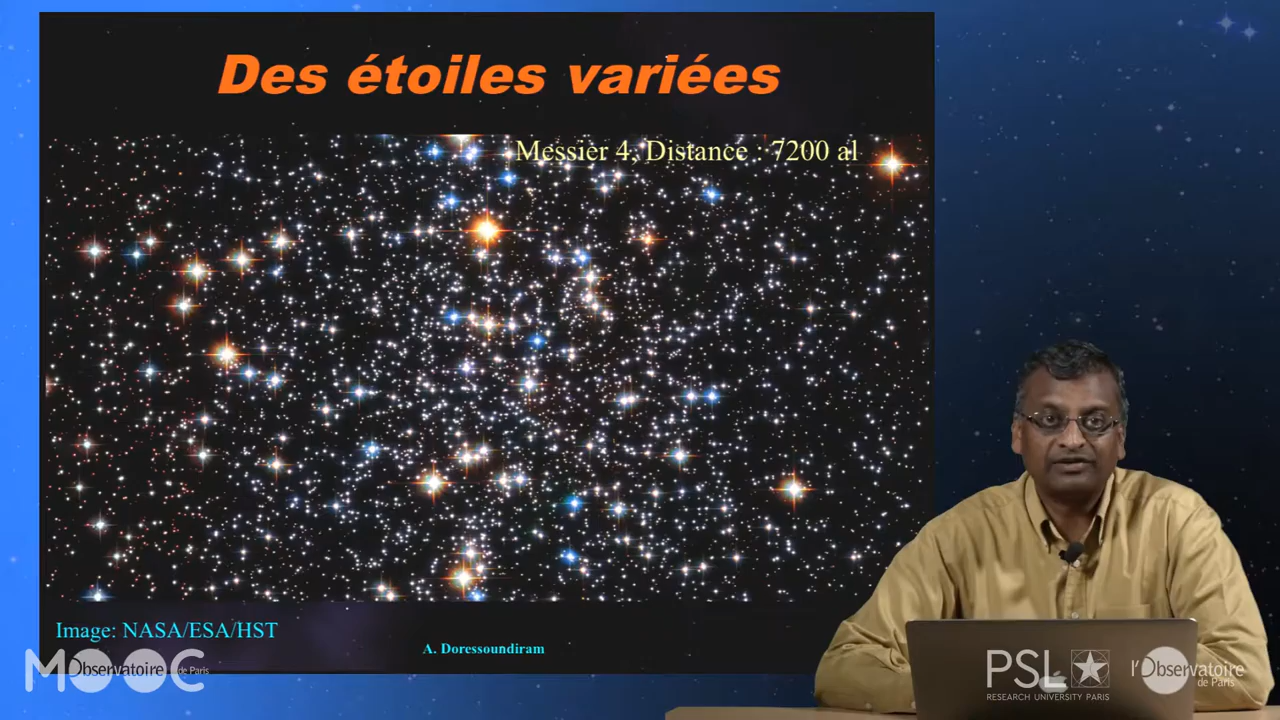 Des étoiles variées
Messier 4, Distance : 7200 al
Image: NASA/ESA/HST
A. Doressoundiram
MOOC
Observatoire de Paris
PSL
RESEARCH UNIVERSITY PARIS
l'Observatoire
de Paris